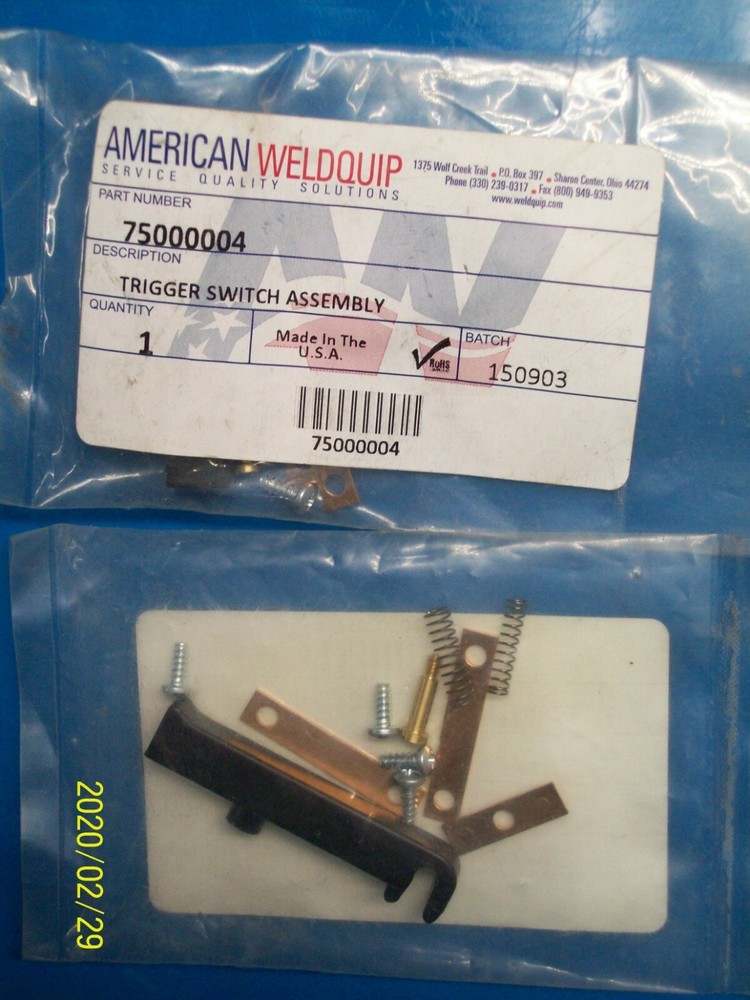 AMERICAN WELDQUIP
SERVICE QUALITY SOLUTIONS
1375 Wolf Creek Trail • P.O. Box 397 • Sharon Center, Ohio 44274
Phone (330) 239-0317 • Fax (800) 949-9353
www.weldquip.com
PART NUMBER
75000004
DESCRIPTION
TRIGGER SWITCH ASSEMBLY
QUANTITY
1
Made In The
U.S.A.
RoHS
BATCH
150903
75000004
2020/02/29